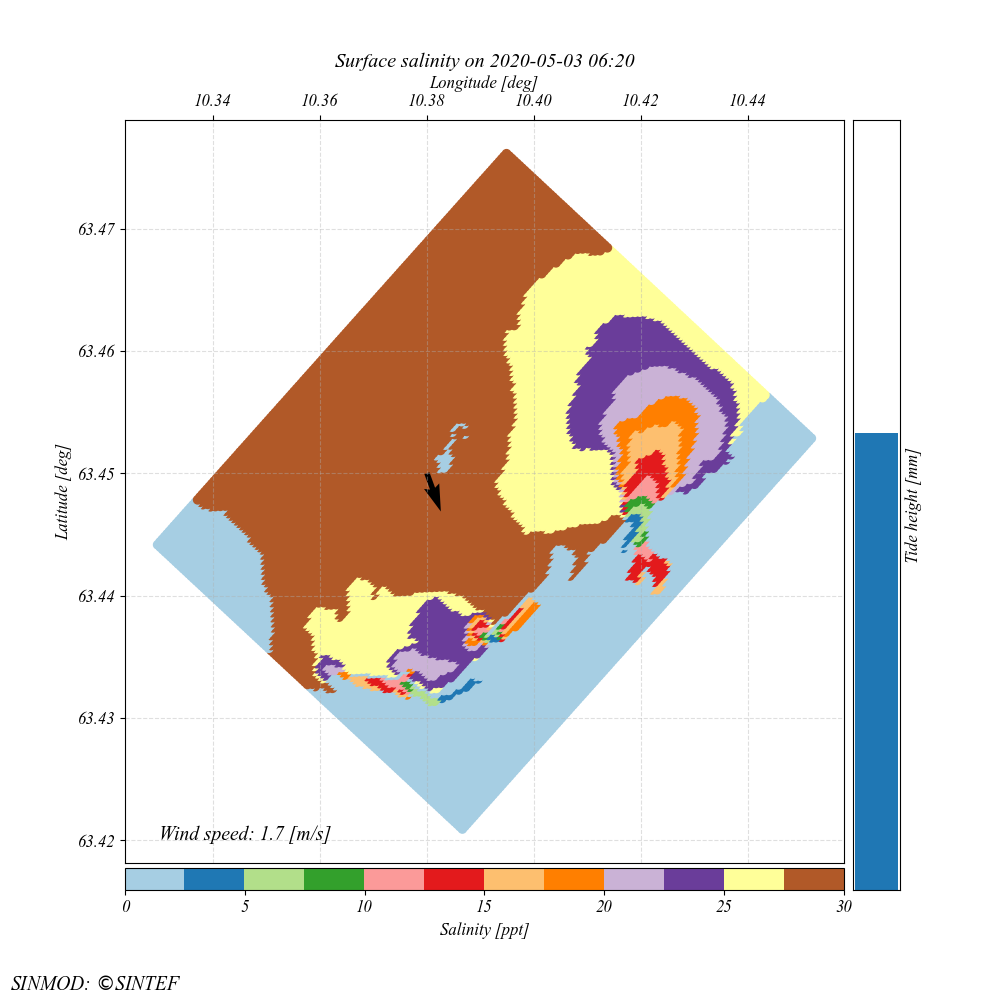 Surface salinity on 2020-05-03 06:20
Longitude [deg]
10.34 10.36 10.38 10.40 10.42 10.44
63.47
63.46
63.45
63.44
63.43
63.42
Latitude [deg]
Tide height [mm]
Wind speed: 1.7 [m/s]
0 5 10 15 20 25 30
Salinity [ppt]
SINMOD: ©SINTEF